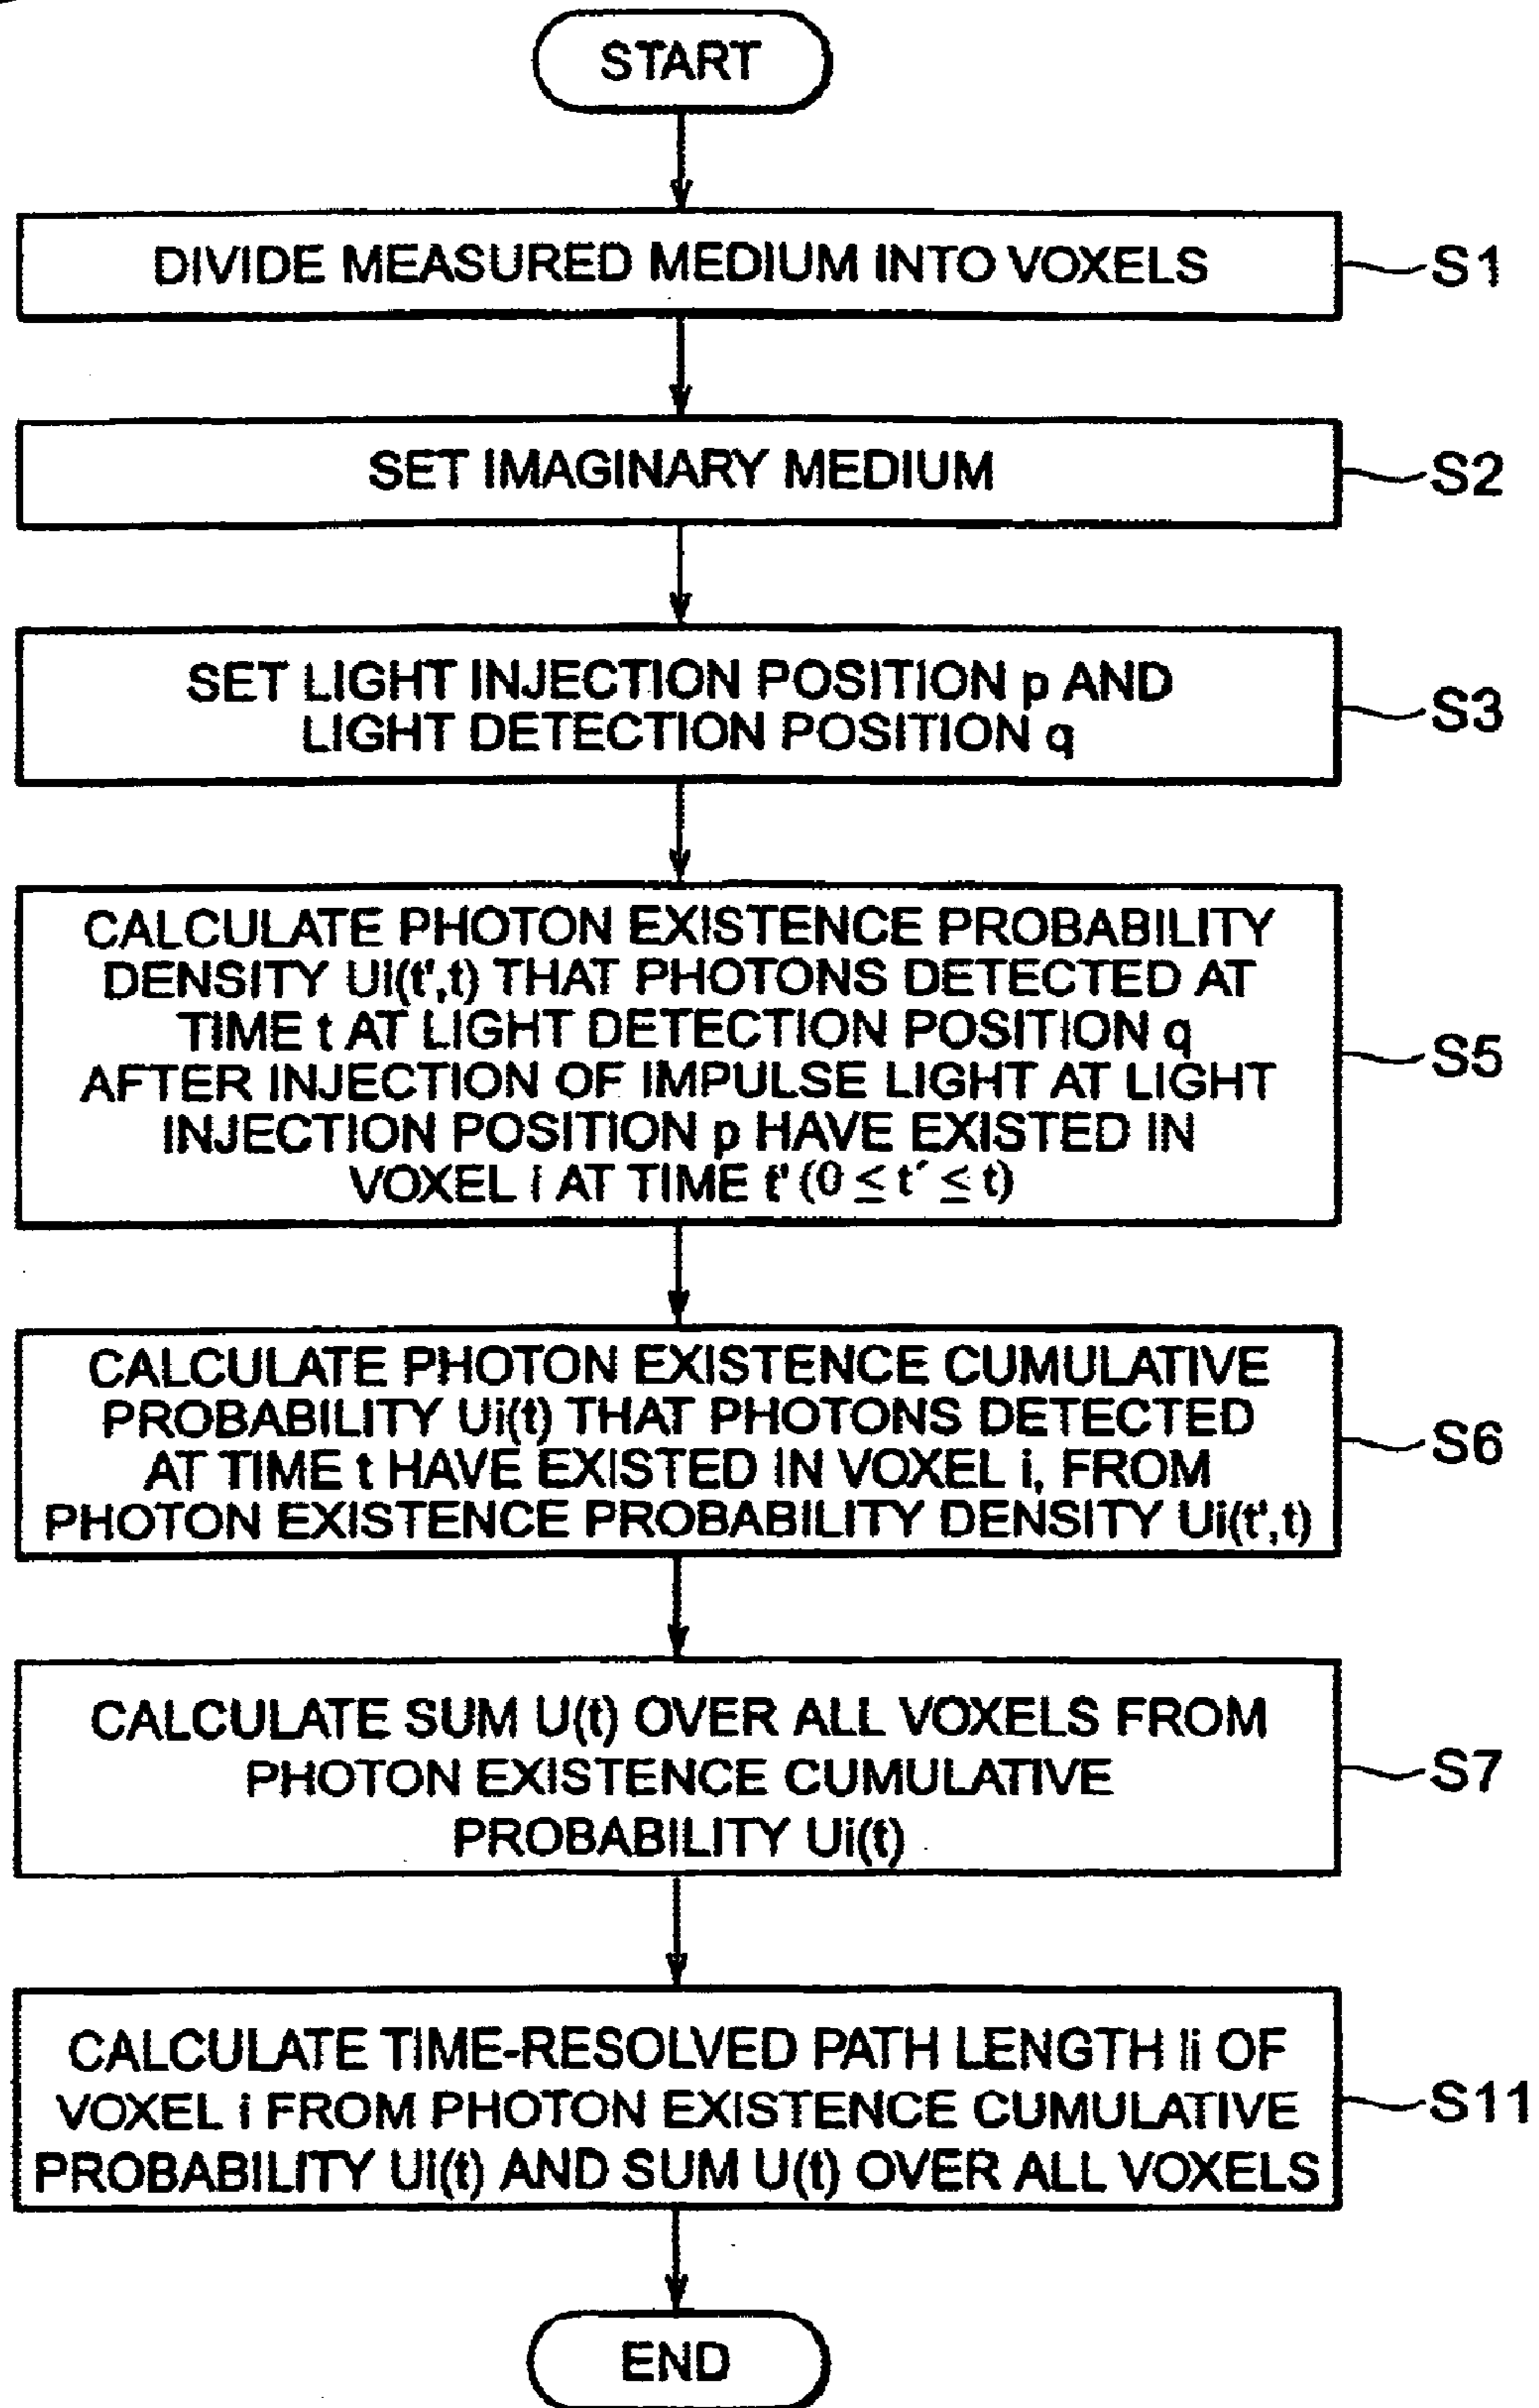 START
DIVIDE MEASURED MEDIUM INTO VOXELS
S1
SET IMAGINARY MEDIUM
S2
SET LIGHT INJECTION POSITION p AND
LIGHT DETECTION POSITION q
S3
CALCULATE PHOTON EXISTENCE PROBABILITY
DENSITY Ui(t',t) THAT PHOTONS DETECTED AT
TIME t AT LIGHT DETECTION POSITION q
AFTER INJECTION OF IMPULSE LIGHT AT LIGHT
INJECTION POSITION p HAVE EXISTED IN
VOXEL i AT TIME t' (0 ≤ t' ≤ t)
S5
CALCULATE PHOTON EXISTENCE CUMULATIVE
PROBABILITY Ui(t) THAT PHOTONS DETECTED
AT TIME t HAVE EXISTED IN VOXEL i, FROM
PHOTON EXISTENCE PROBABILITY DENSITY Ui(t',t)
S6
CALCULATE SUM U(t) OVER ALL VOXELS FROM
PHOTON EXISTENCE CUMULATIVE
PROBABILITY Ui(t)
S7
CALCULATE TIME-RESOLVED PATH LENGTH li OF
VOXEL i FROM PHOTON EXISTENCE CUMULATIVE
PROBABILITY Ui(t) AND SUM U(t) OVER ALL VOXELS
S11
END